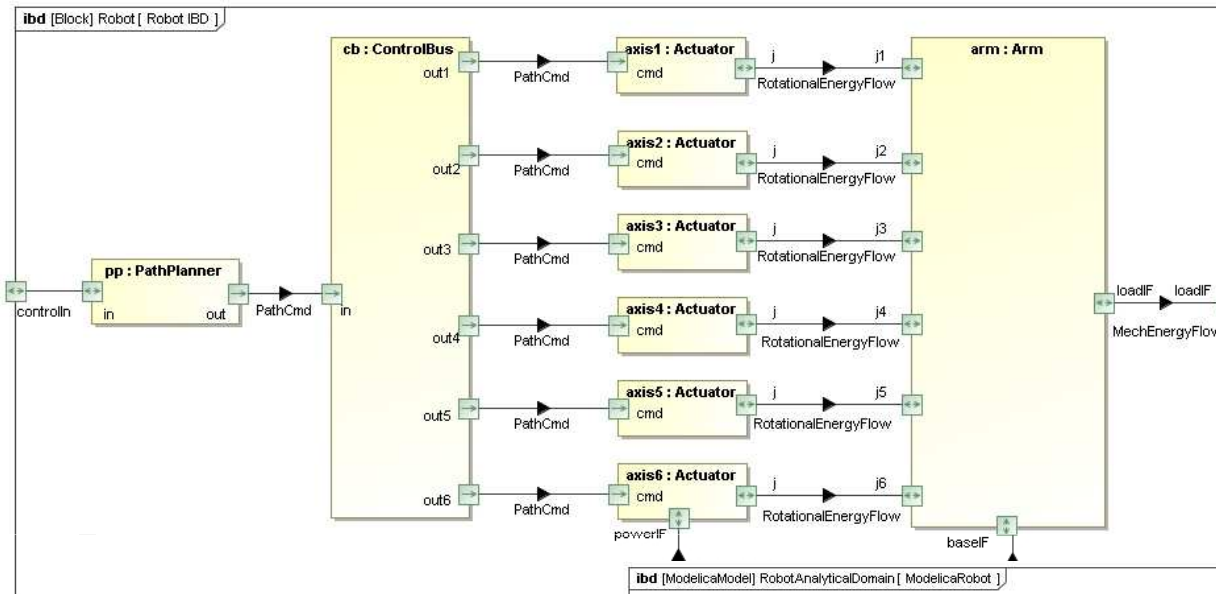 ibd [Block] Robot [ Robot IBD ]
cb : ControlBus
axis1 : Actuator
arm : Arm
out1
PathCmd
cmd
j
j1
RotationalEnergyFlow
axis2 : Actuator
out2
PathCmd
cmd
j
j2
RotationalEnergyFlow
axis3 : Actuator
out3
PathCmd
cmd
j
j3
RotationalEnergyFlow
pp : PathPlanner
controlIn
in
out
PathCmd
in
loadIF
loadIF
MechEnergyFlow
axis4 : Actuator
out4
PathCmd
cmd
j
j4
RotationalEnergyFlow
axis5 : Actuator
out5
PathCmd
cmd
j
j5
RotationalEnergyFlow
axis6 : Actuator
out6
PathCmd
cmd
j
j6
RotationalEnergyFlow
powerIF
baseIF
ibd [ModelicaModel] RobotAnalyticalDomain [ ModelicaRobot ]